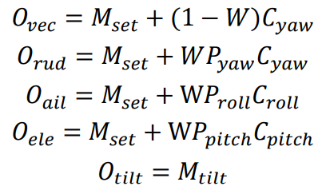 O_vec = M_set + (1 − W)C_yaw
O_rud = M_set + WP_yaw C_yaw
O_ail = M_set + WP_roll C_roll
O_ele = M_set + WP_pitch C_pitch
O_tilt = M_tilt